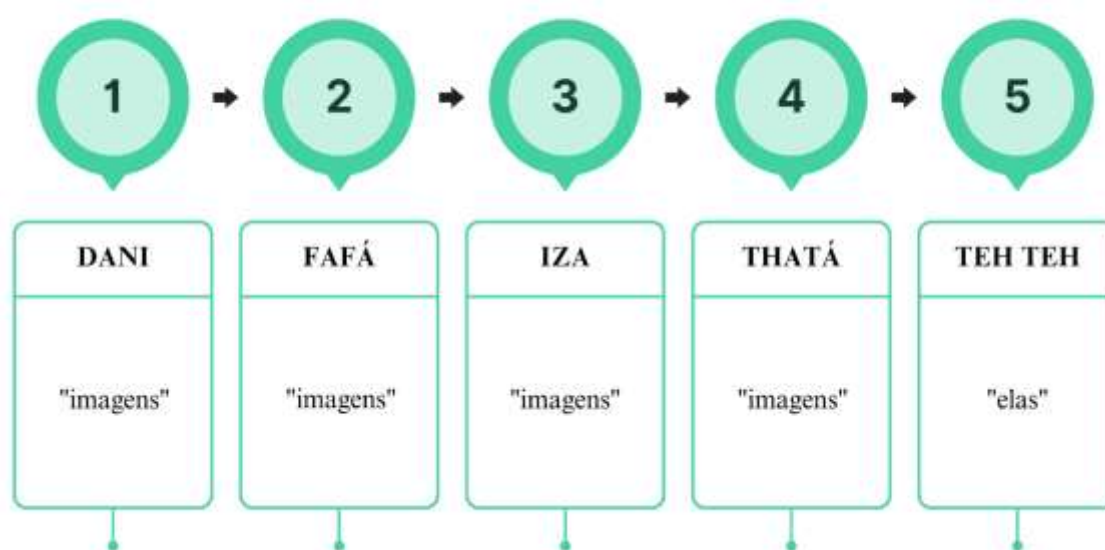 1 2 3 4 5
DANI FAFÁ IZA THATÁ TEH TEH
"imagens" "imagens" "imagens" "imagens" "elas"